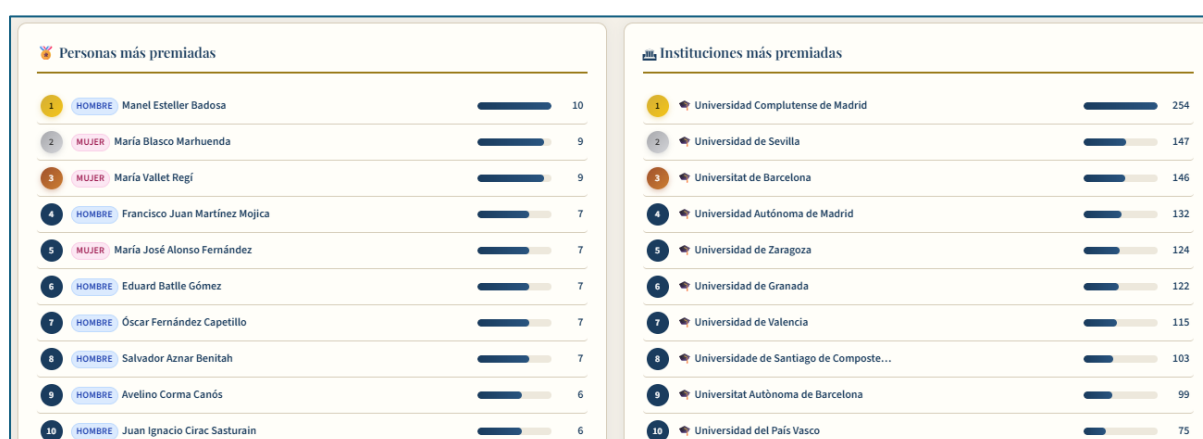 Personas más premiadas
1 HOMBRE Manel Esteller Badosa 10
2 MUJER María Blasco Marhuenda 9
3 MUJER María Vallet Regí 9
4 HOMBRE Francisco Juan Martínez Mojica 7
5 MUJER María José Alonso Fernández 7
6 HOMBRE Eduard Batlle Gómez 7
7 HOMBRE Óscar Fernández Capetillo 7
8 HOMBRE Salvador Aznar Benitah 7
9 HOMBRE Avelino Corma Canós 6
10 HOMBRE Juan Ignacio Cirac Sasturain 6
Instituciones más premiadas
1 Universidad Complutense de Madrid 254
2 Universidad de Sevilla 147
3 Universitat de Barcelona 146
4 Universidad Autónoma de Madrid 132
5 Universidad de Zaragoza 124
6 Universidad de Granada 122
7 Universidad de Valencia 115
8 Universidade de Santiago de Composte... 103
9 Universitat Autònoma de Barcelona 99
10 Universidad del País Vasco 75